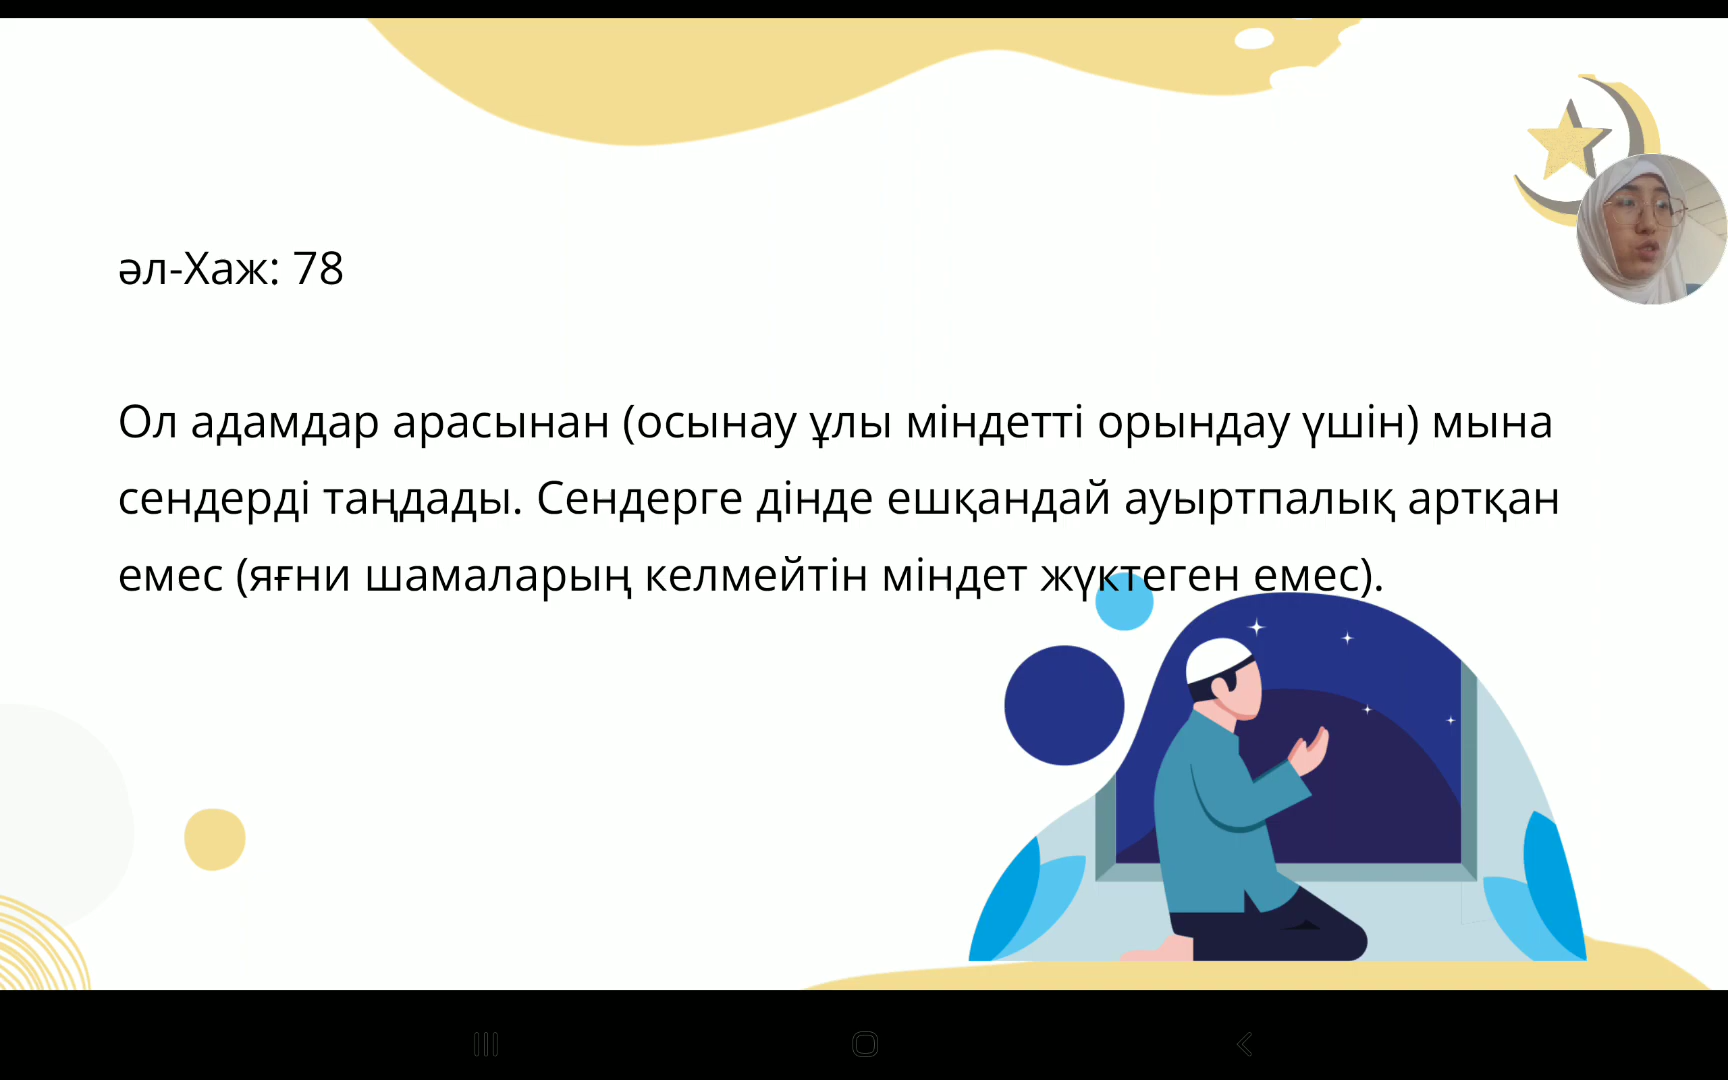 әл-Хаж: 78
Ол адамдар арасынан (осынау ұлы міндетті орындау үшін) мына
сендерді таңдады. Сендерге дінде ешқандай ауыртпалық артқан
емес (яғни шамаларың келмейтін міндет жүктеген емес).